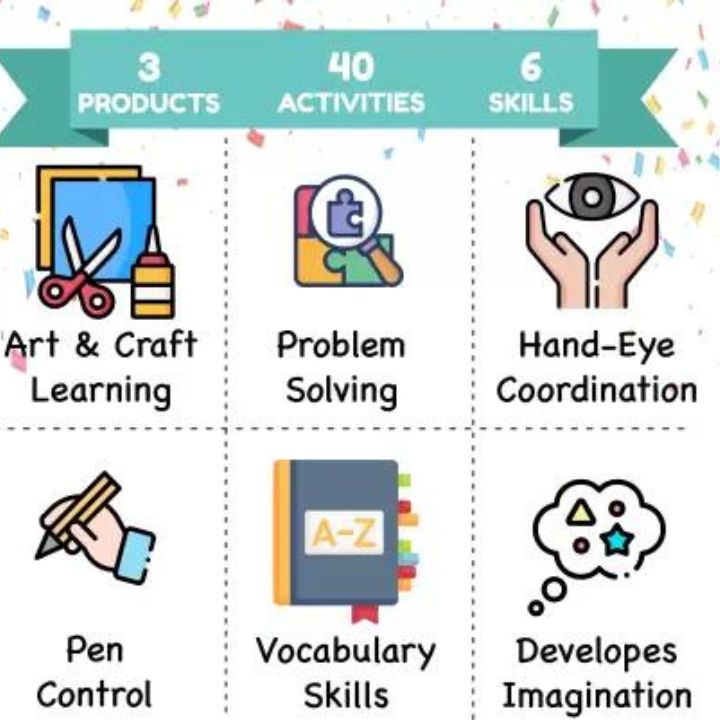 3 40 6
PRODUCTS ACTIVITIES SKILLS
Art & Craft
Learning
Problem
Solving
Hand-Eye
Coordination
A-Z
Pen
Control
Vocabulary
Skills
Developes
Imagination